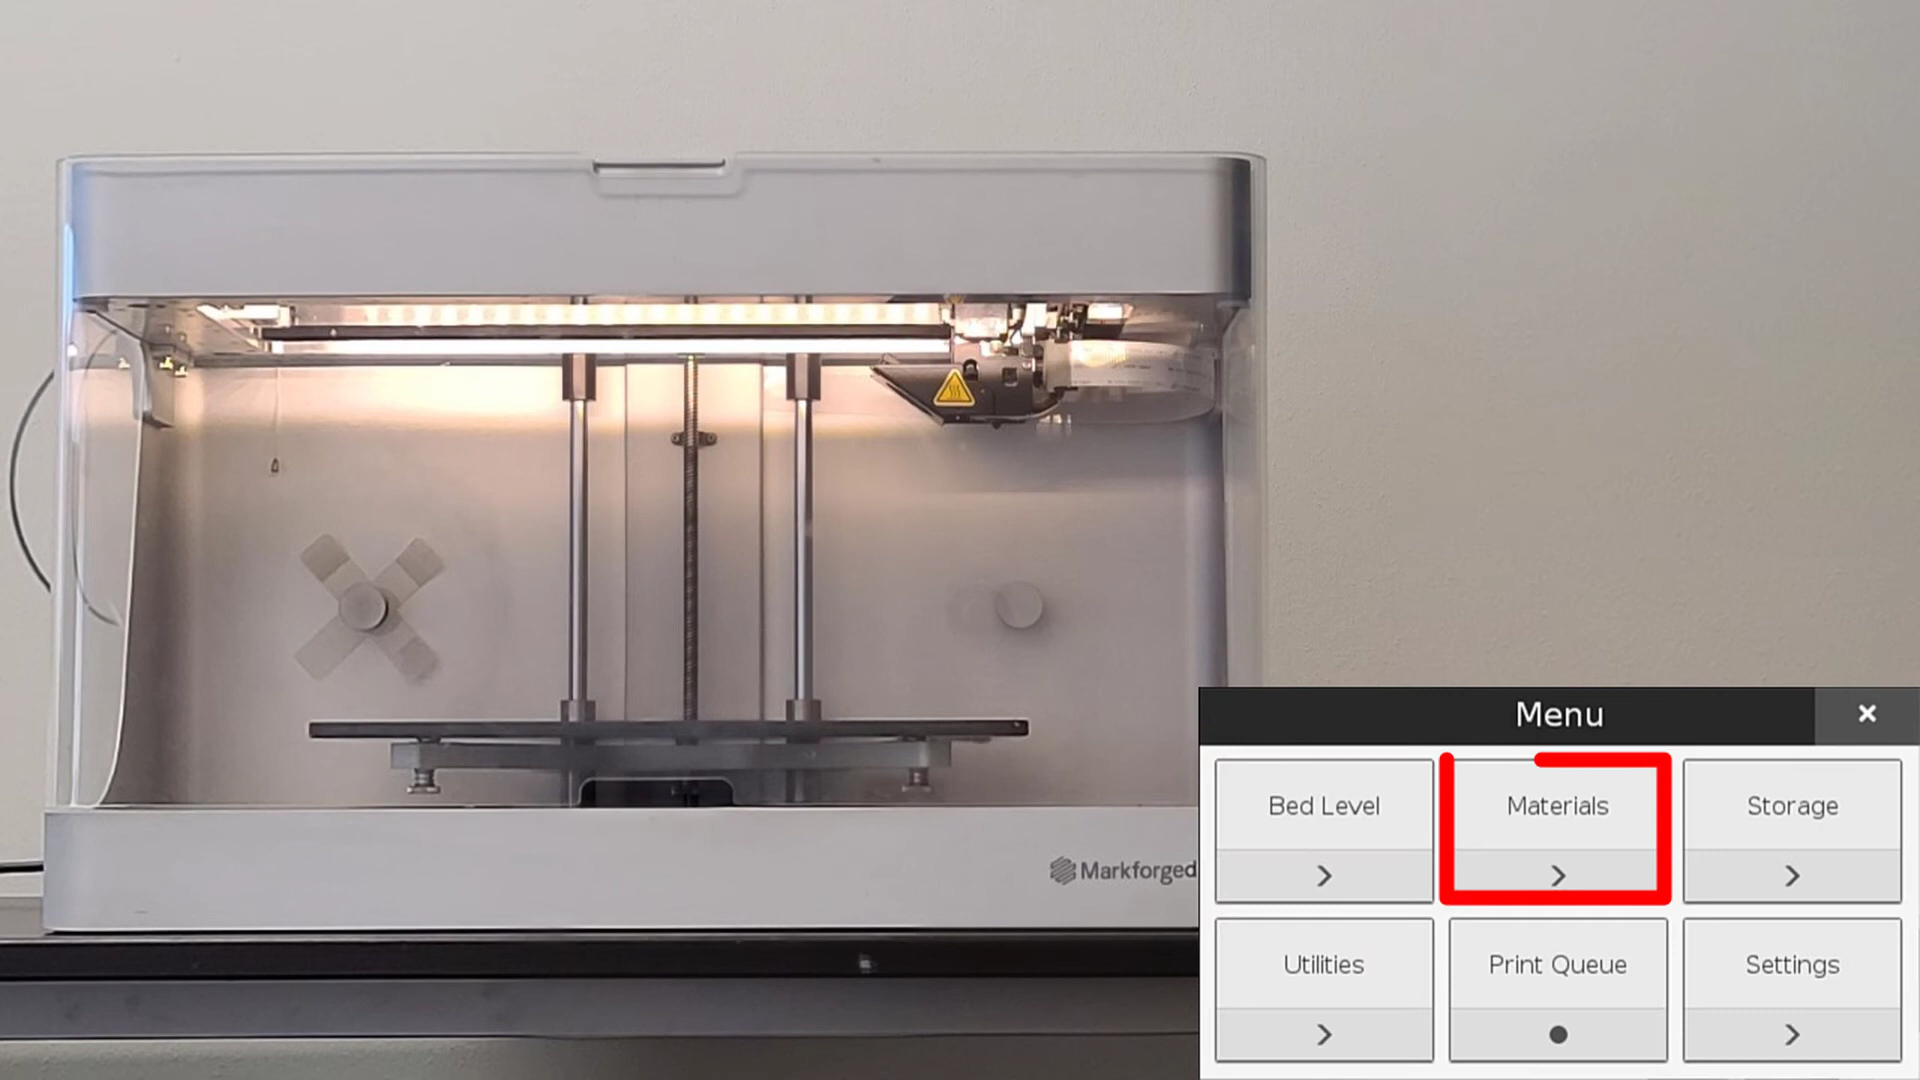 Markforged
Menu
×
Bed Level
Materials
Storage
Utilities
Print Queue
Settings